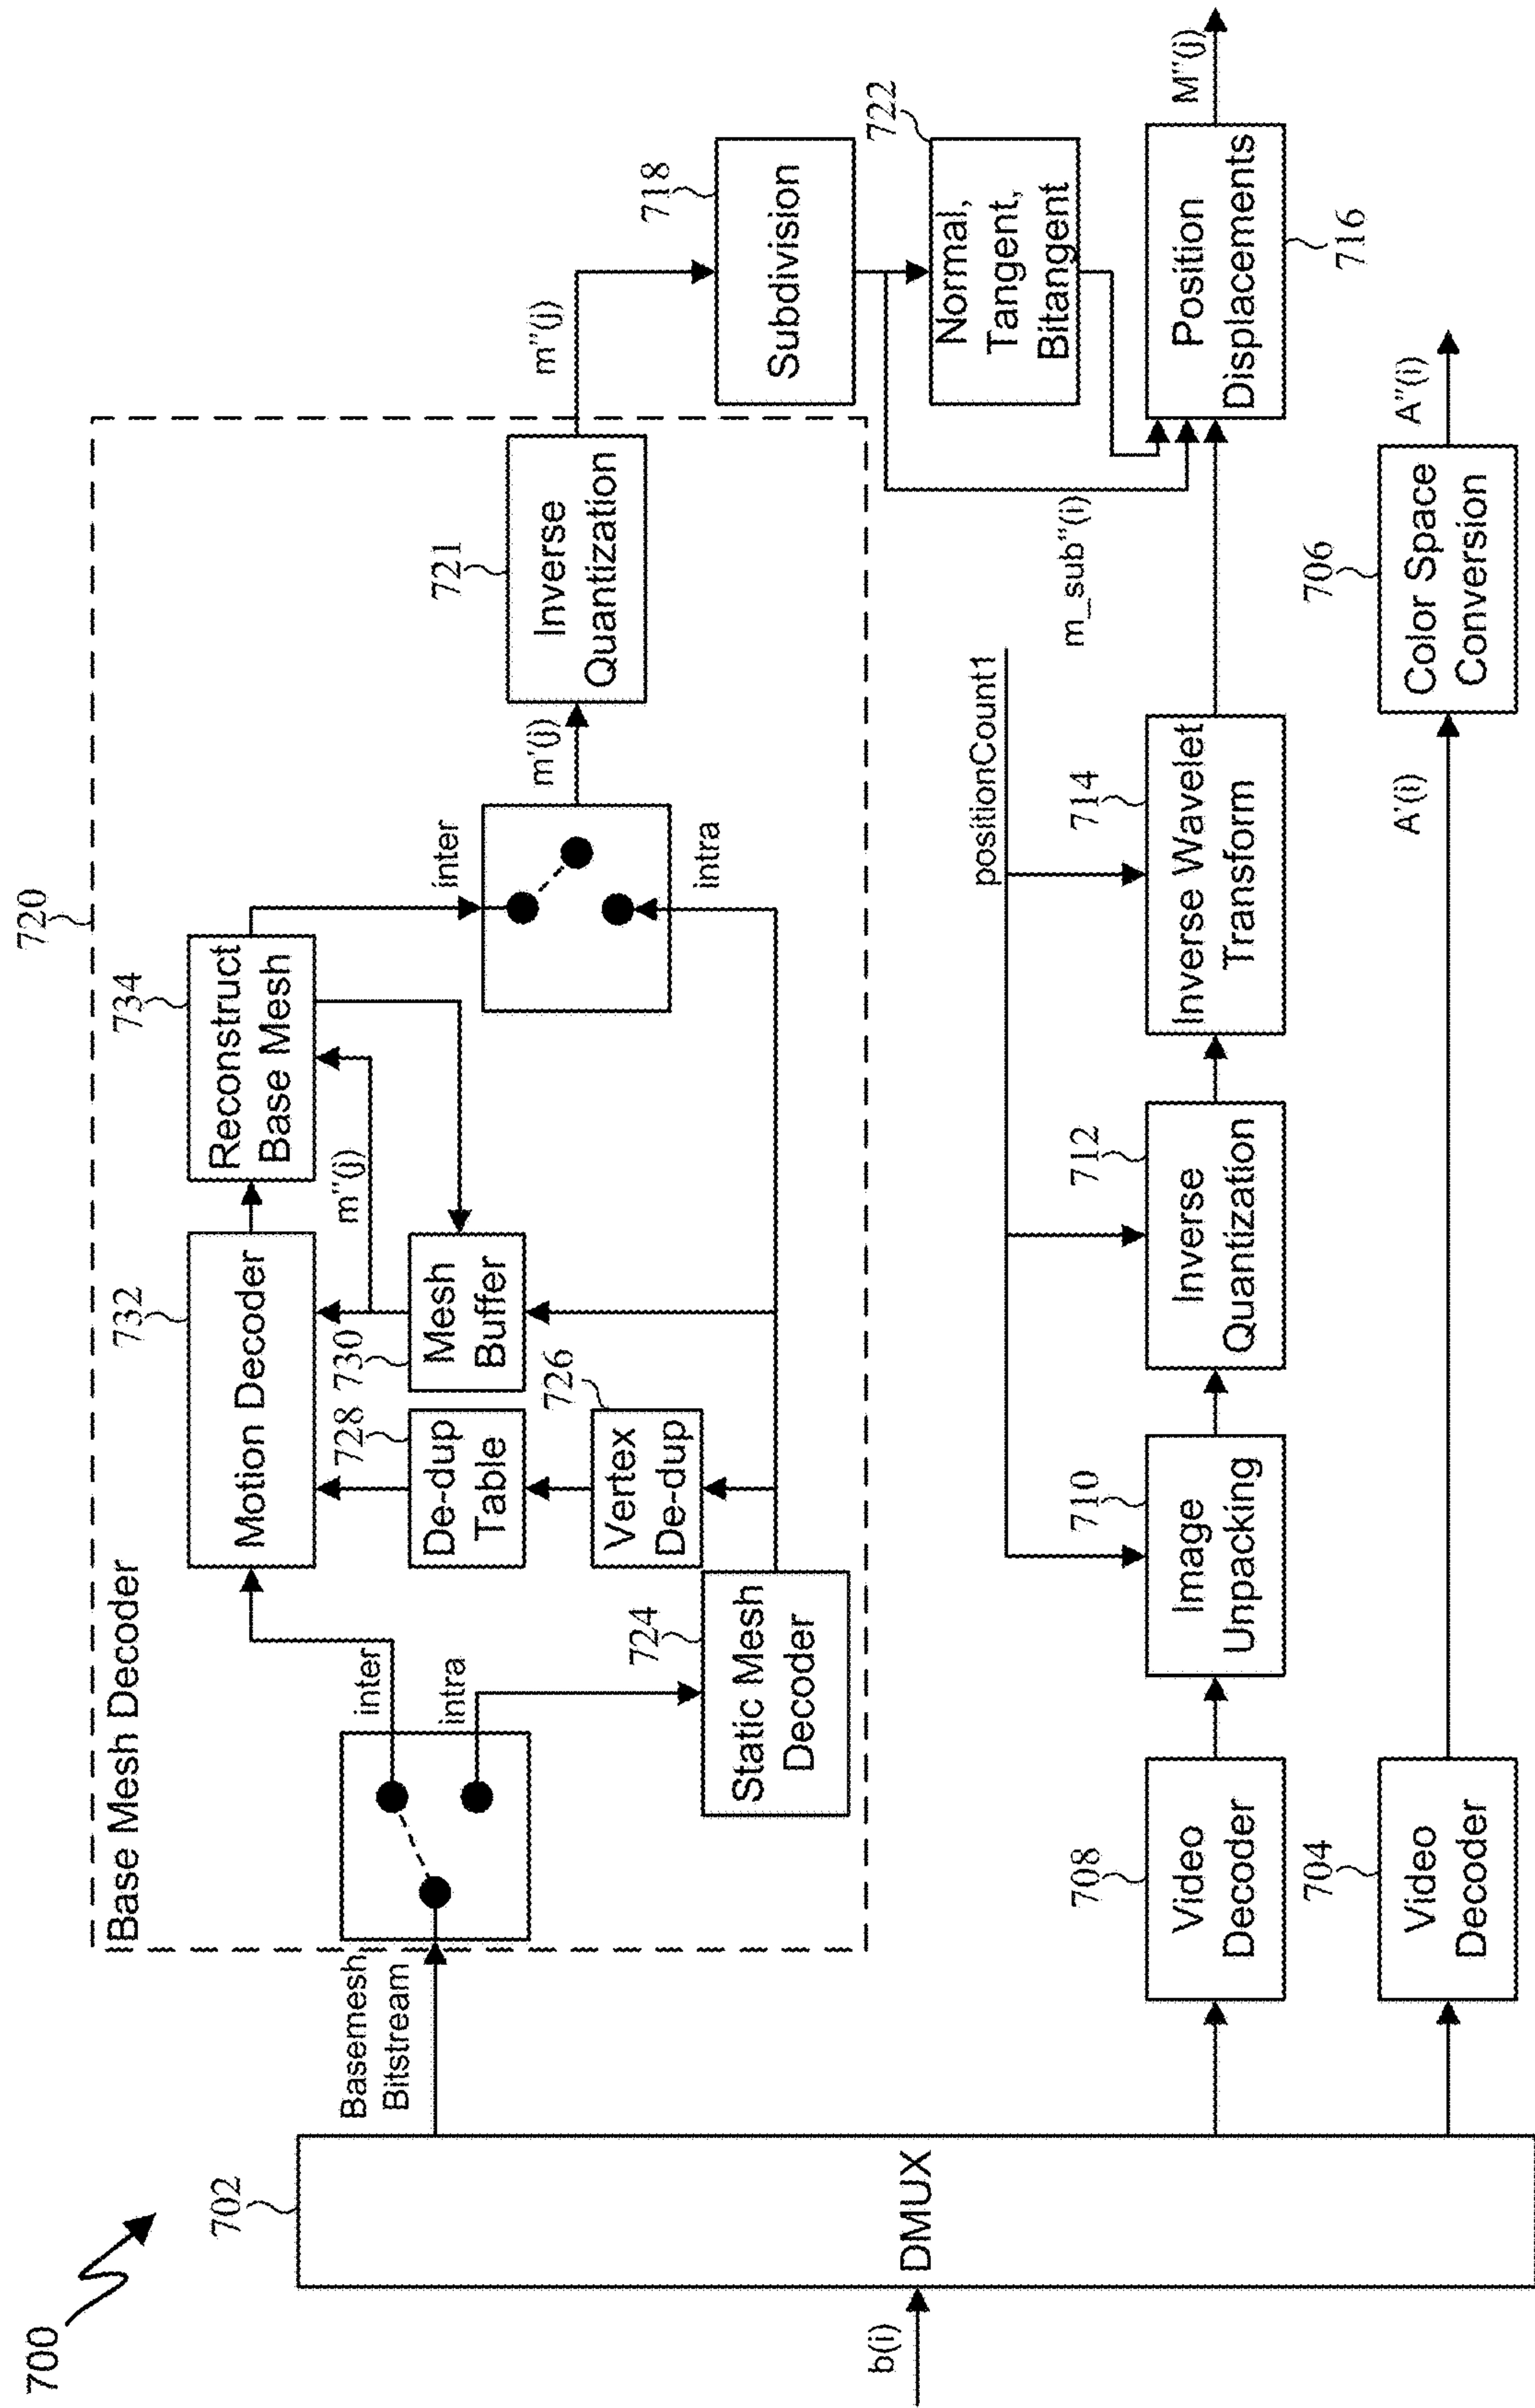 700
b(i)
702
DMUX
Basemesh
Bitstream
720
Base Mesh Decoder
inter
intra
732
Motion Decoder
734
Reconstruct
Base Mesh
m"(j)
728
De-dup
Table
730
Mesh
Buffer
726
Vertex
De-dup
724
Static Mesh
Decoder
inter
intra
m'(j)
721
Inverse
Quantization
m"(j)
718
Subdivision
722
Normal,
Tangent,
Bitangent
m_sub"(i)
positionCount1
708
Video
Decoder
710
Image
Unpacking
712
Inverse
Quantization
714
Inverse Wavelet
Transform
Position
Displacements
716
M"(j)
704
Video
Decoder
A'(i)
706
Color Space
Conversion
A"(i)